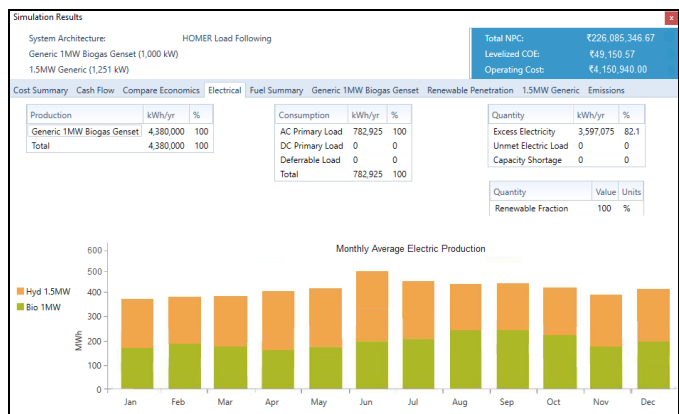 Simulation Results
x
System Architecture: HOMER Load Following
Generic 1MW Biogas Genset (1,000 kW)
1.5MW Generic (1,251 kW)
Total NPC: ₹226,085,346.67
Levelized COE: ₹49,150.57
Operating Cost: ₹4,150,940.00
Cost Summary Cash Flow Compare Economics Electrical Fuel Summary Generic 1MW Biogas Genset Renewable Penetration 1.5MW Generic Emissions
Production kWh/yr %
Generic 1MW Biogas Genset 4,380,000 100
Total 4,380,000 100
Consumption kWh/yr %
AC Primary Load 782,925 100
DC Primary Load 0 0
Deferrable Load 0 0
Total 782,925 100
Quantity kWh/yr %
Excess Electricity 3,597,075 82.1
Unmet Electric Load 0 0
Capacity Shortage 0 0
Quantity Value Units
Renewable Fraction 100 %
Monthly Average Electric Production
Hyd 1.5MW
Bio 1MW
MWh
600
500
400
300
200
100
0
Jan Feb Mar Apr May Jun Jul Aug Sep Oct Nov Dec